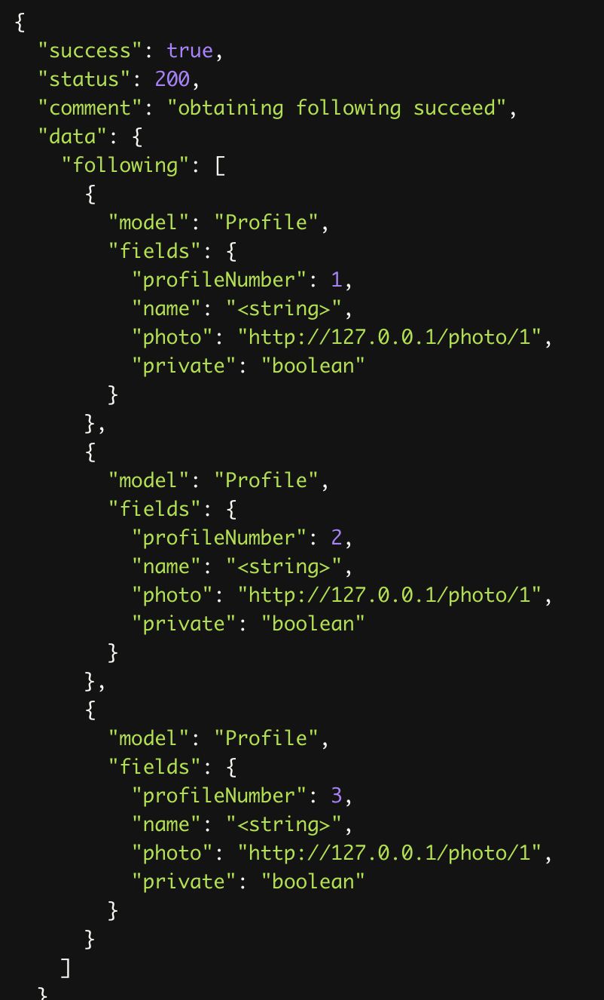 {
  "success": true,
  "status": 200,
  "comment": "obtaining following succeed",
  "data": {
    "following": [
      {
        "model": "Profile",
        "fields": {
          "profileNumber": 1,
          "name": "<string>",
          "photo": "http://127.0.0.1/photo/1",
          "private": "boolean"
        }
      },
      {
        "model": "Profile",
        "fields": {
          "profileNumber": 2,
          "name": "<string>",
          "photo": "http://127.0.0.1/photo/1",
          "private": "boolean"
        }
      },
      {
        "model": "Profile",
        "fields": {
          "profileNumber": 3,
          "name": "<string>",
          "photo": "http://127.0.0.1/photo/1",
          "private": "boolean"
        }
      }
    ]
  }